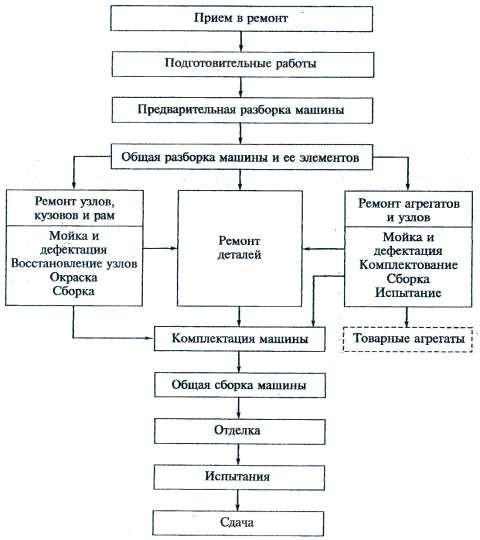 Прием в ремонт
Подготовительные работы
Предварительная разборка машины
Общая разборка машины и ее элементов
Ремонт узлов,
кузовов и рам
Мойка и
дефектация
Восстановление узлов
Окраска
Сборка
Ремонт
деталей
Ремонт агрегатов
и узлов
Мойка и
дефектация
Комплектование
Сборка
Испытание
Комплектация машины
Товарные агрегаты
Общая сборка машины
Отделка
Испытания
Сдача